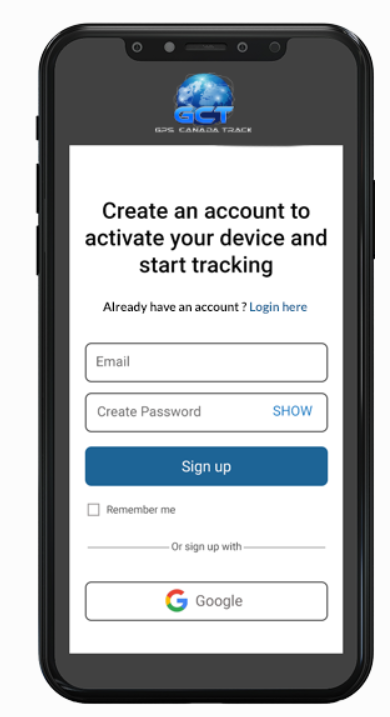 GCT
GPS CANADA TRACK
Create an account to
activate your device and
start tracking
Already have an account ? Login here
Email
Create Password SHOW
Sign up
Remember me
Or sign up with
Google